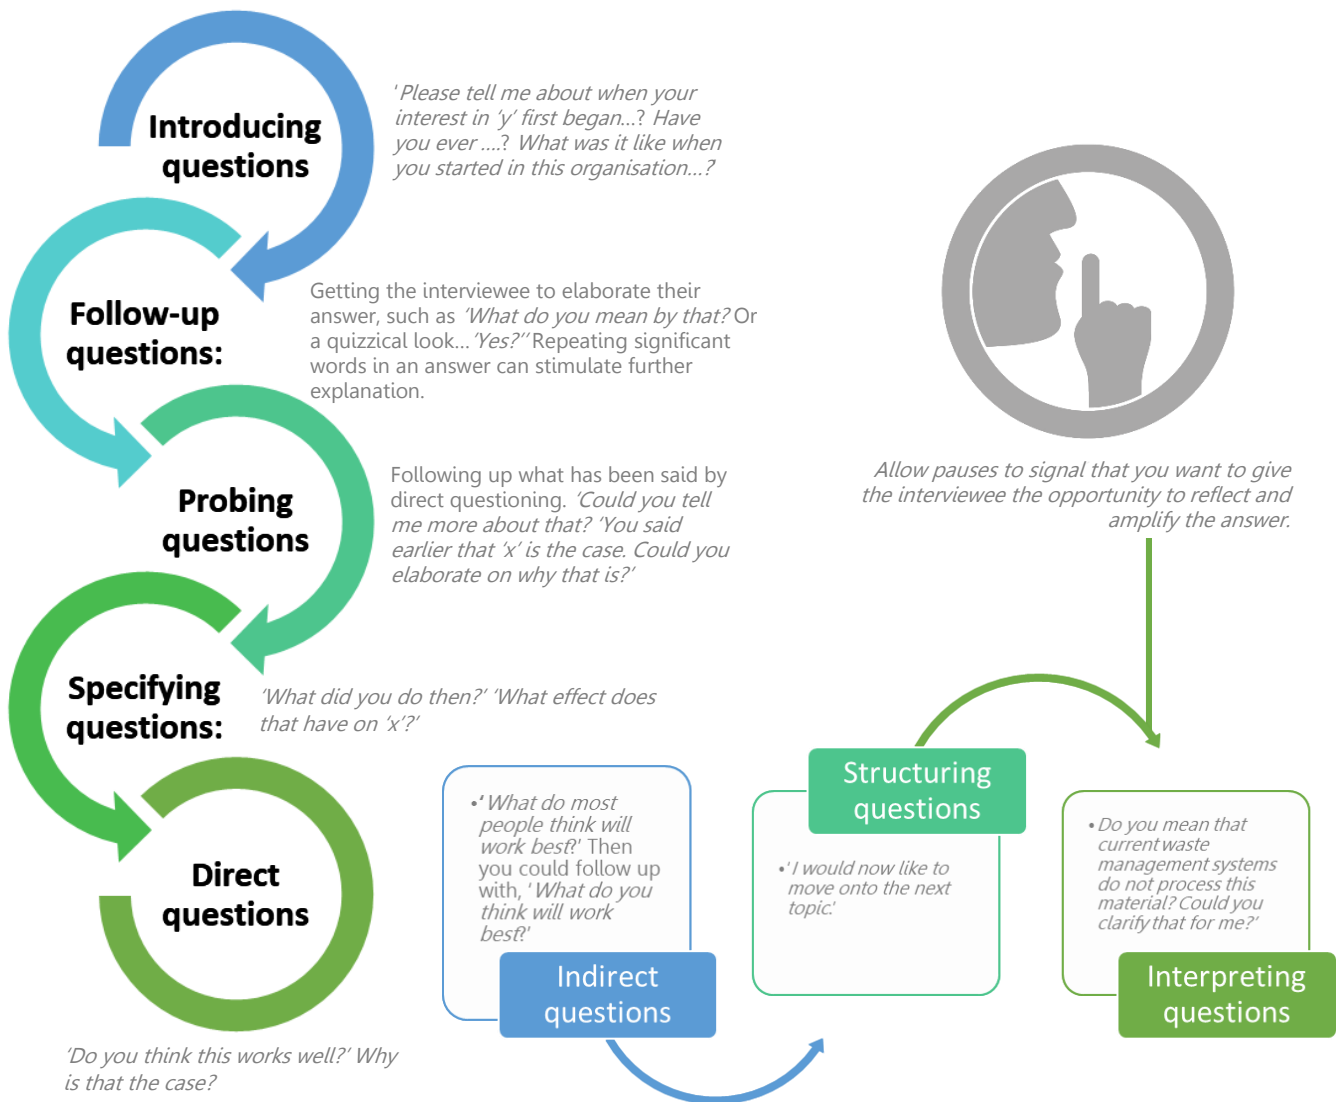 Introducing
questions
‘Please tell me about when your
interest in ‘y’ first began...? Have
you ever ....? What was it like when
you started in this organisation...?
Follow-up
questions:
Getting the interviewee to elaborate their
answer, such as ‘What do you mean by that? Or
a quizzical look... ‘Yes?’’ Repeating significant
words in an answer can stimulate further
explanation.
Probing
questions
Following up what has been said by
direct questioning. ‘Could you tell
me more about that? ‘You said
earlier that ‘x’ is the case. Could you
elaborate on why that is?’
Specifying
questions:
‘What did you do then?’ ‘What effect does
that have on ‘x’?’
Direct
questions
‘Do you think this works well?’ Why
is that the case?
Allow pauses to signal that you want to give
the interviewee the opportunity to reflect and
amplify the answer.
•‘What do most
people think will
work best?’ Then
you could follow up
with, ‘What do you
think will work
best?’
Indirect
questions
Structuring
questions
•‘I would now like to
move onto the next
topic.’
•Do you mean that
current waste
management systems
do not process this
material? Could you
clarify that for me?’
Interpreting
questions